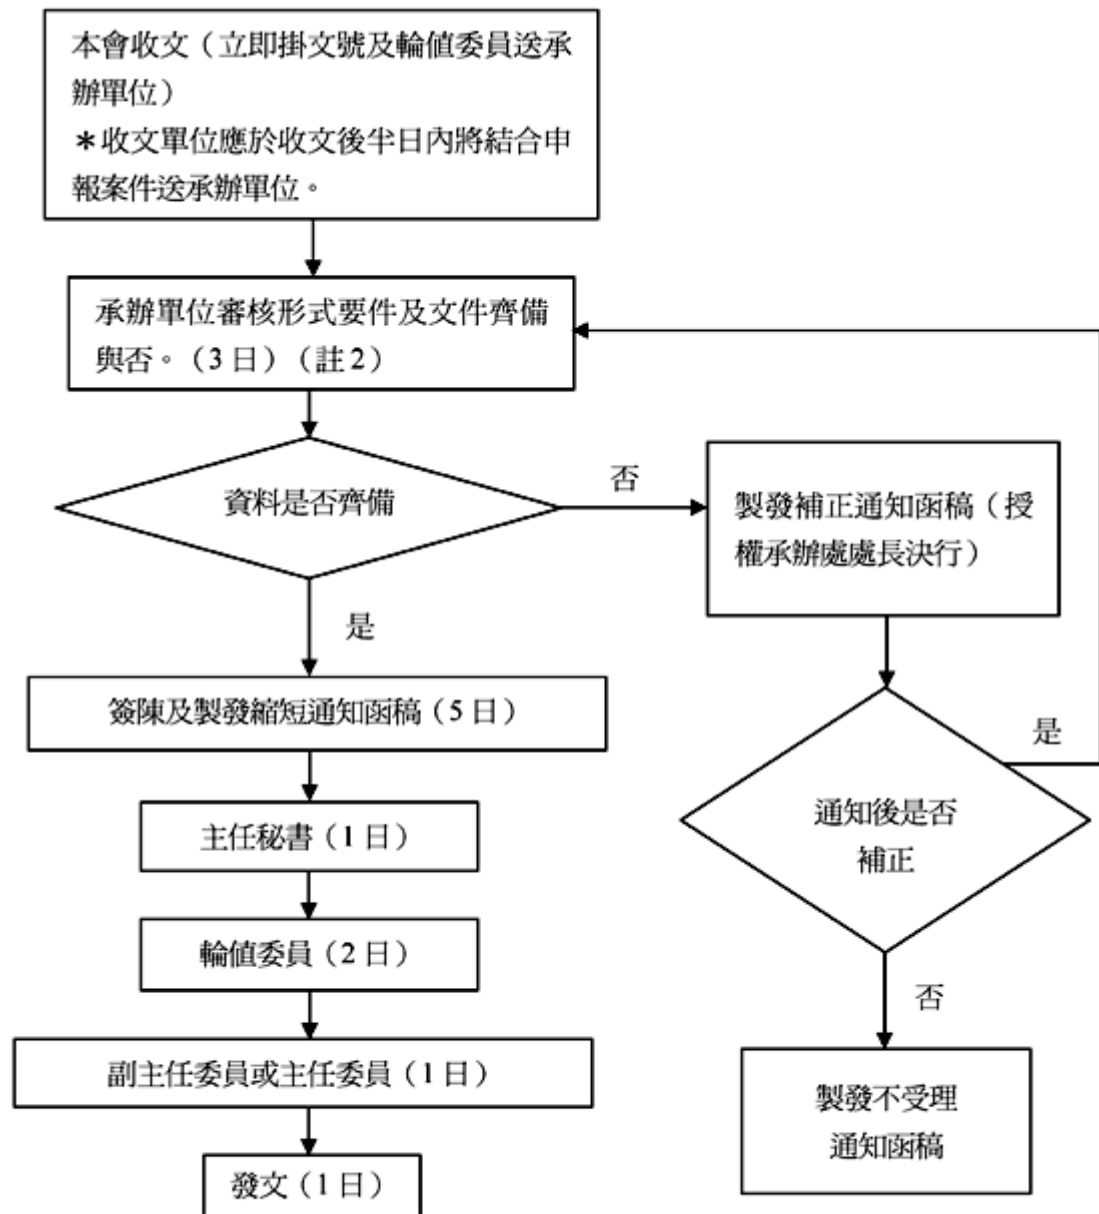 本會收文（立即掛文號及輪值委員送承
辦單位）
＊收文單位應於收文後半日內將結合申
報案件送承辦單位。
承辦單位審核形式要件及文件齊備
與否。（3 日）（註 2）
資料是否齊備
否
製發補正通知函稿（授
權承辦處處長決行）
是
簽陳及製發縮短通知函稿（5 日）
是
主任秘書（1 日）
通知後是否
補正
輪值委員（2 日）
否
副主任委員或主任委員（1 日）
製發不受理
通知函稿
發文（1 日）